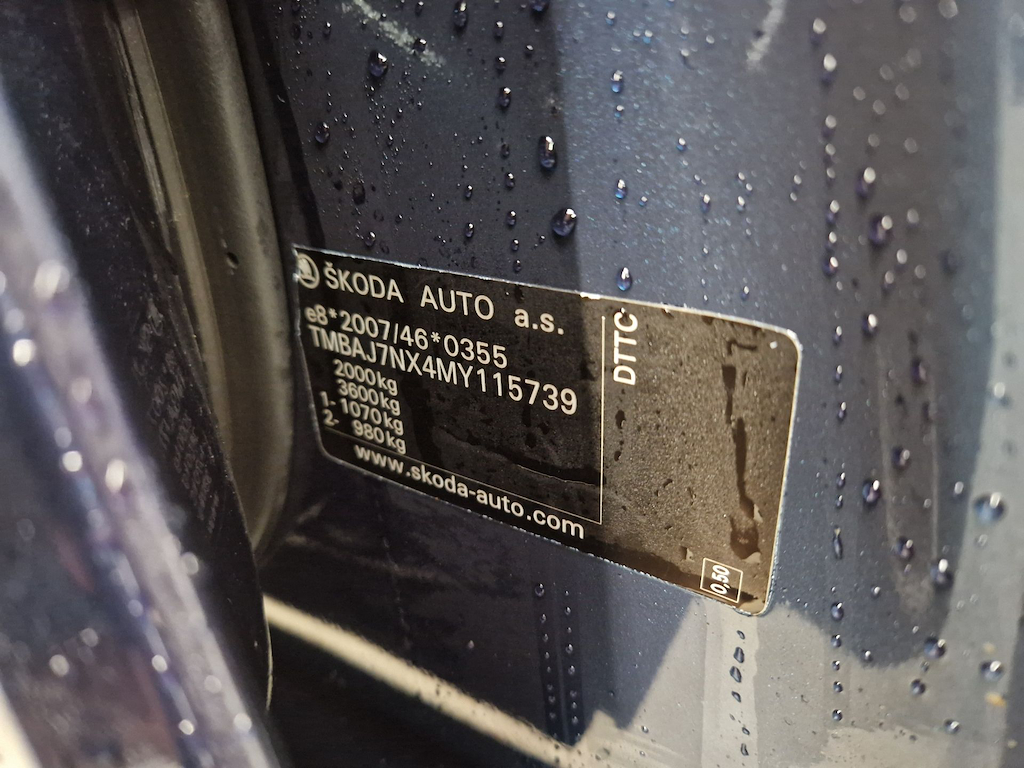 ŠKODA AUTO a.s.
e8*2007/46*0355
TMBAJ7NX4MY115739
2000kg
3600kg
1- 1070kg
2- 980kg
www.skoda-auto.com
DTTC
0,50